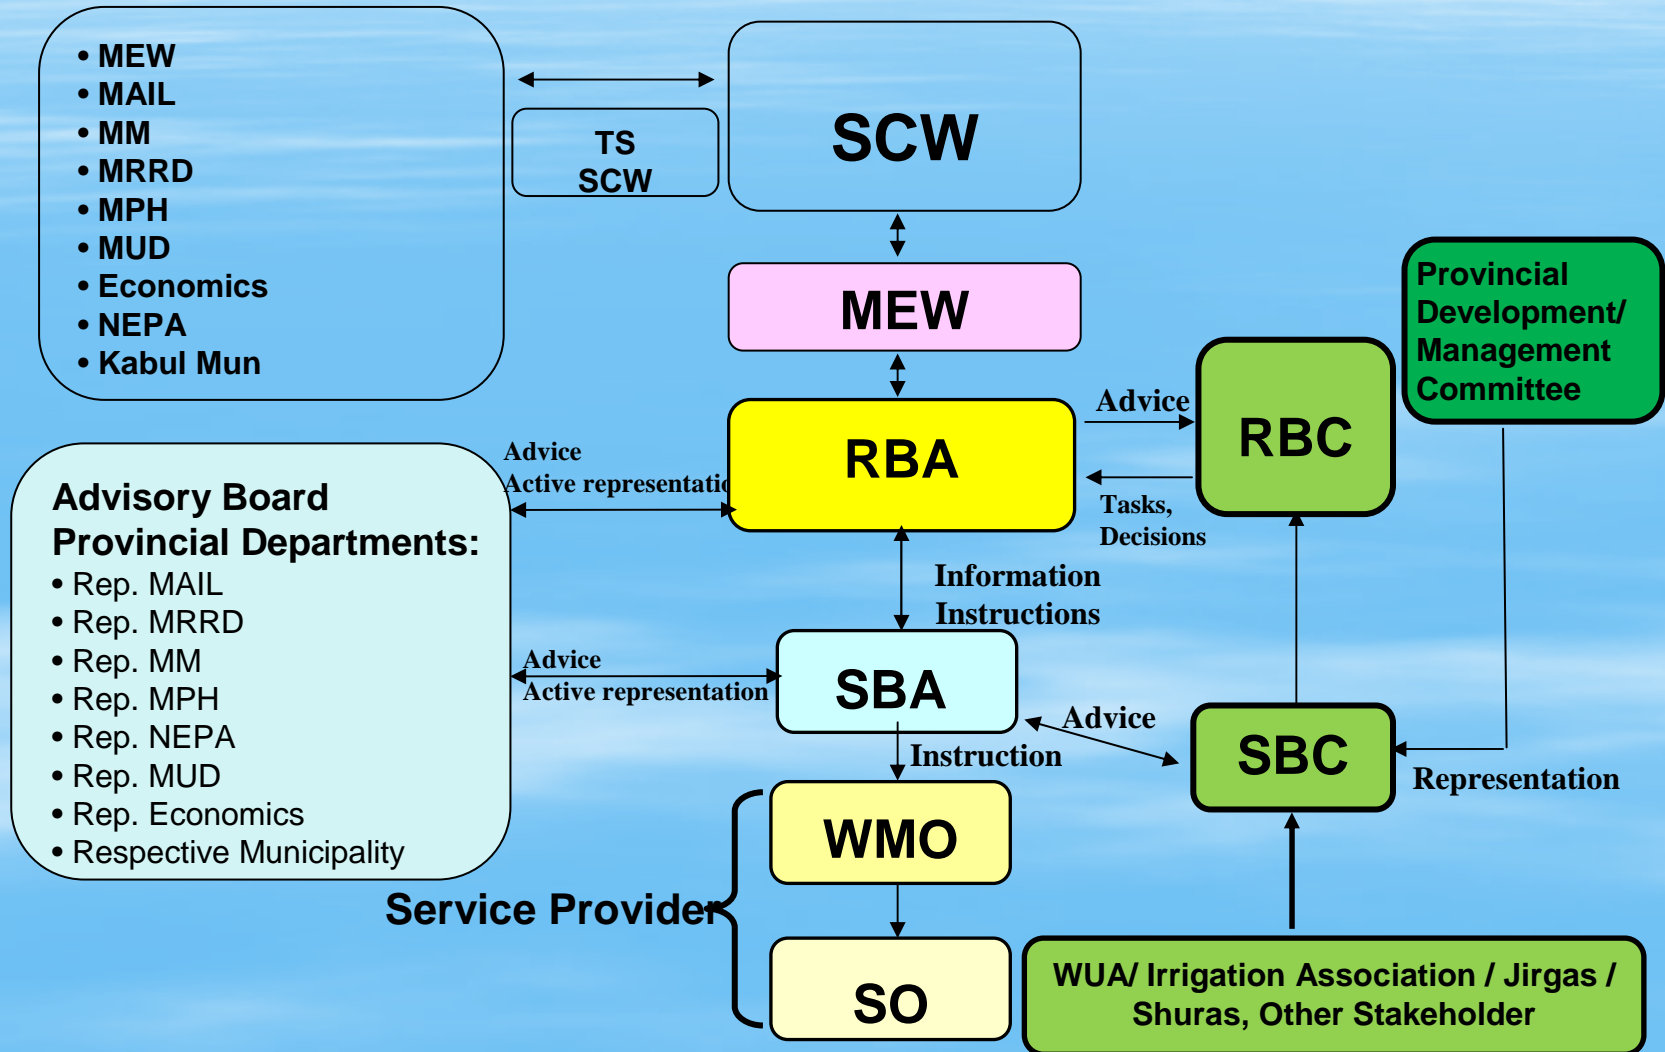 • MEW
• MAIL
• MM
• MRRD
• MPH
• MUD
• Economics
• NEPA
• Kabul Mun
TS
SCW
SCW
MEW
Provincial
Development/
Management
Committee
RBA
Advice
RBC
Tasks,
Decisions
Advice
Active representatio
Advisory Board
Provincial Departments:
• Rep. MAIL
• Rep. MRRD
• Rep. MM
• Rep. MPH
• Rep. NEPA
• Rep. MUD
• Rep. Economics
• Respective Municipality
Information
Instructions
Advice
Active representation
SBA
Advice
SBC
Representation
Instruction
WMO
Service Provider
SO
WUA/ Irrigation Association / Jirgas /
Shuras, Other Stakeholder